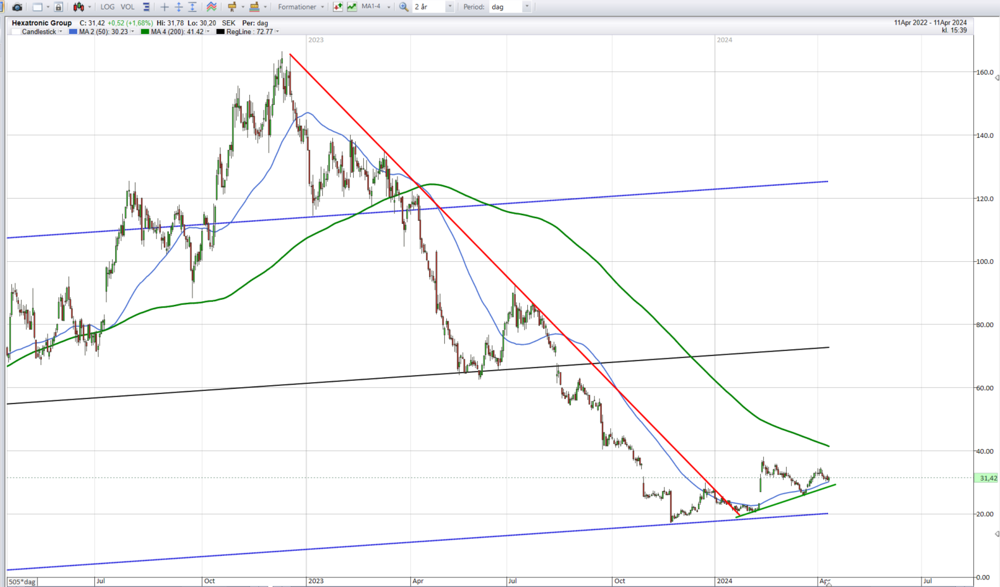 LOG VOL Formationer MA1-4 2 år Period: dag
Hexatronic Group C: 31,42 +0,52 (+1,68%) Hi: 31,78 Lo: 30,20 SEK Per: dag 11Apr 2022 - 11Apr 2024
Candlestick MA 2 (50): 30.23 MA 4 (200): 41.42 RegLine : 72.77 kl. 15:39
2023 2024
160.0
140.0
120.0
100.0
80.00
60.00
40.00
31,42
20.00
0.00
505*dag Jul Oct 2023 Apr Jul Oct 2024 Apr Jul